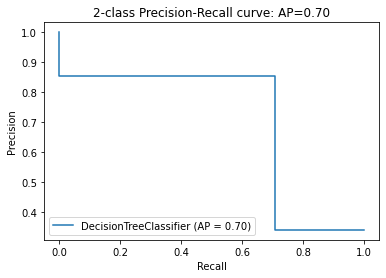 2-class Precision-Recall curve: AP=0.70
1.0
0.9
0.8
0.7
0.6
0.5
0.4
Precision
DecisionTreeClassifier (AP = 0.70)
0.0 0.2 0.4 0.6 0.8 1.0
Recall